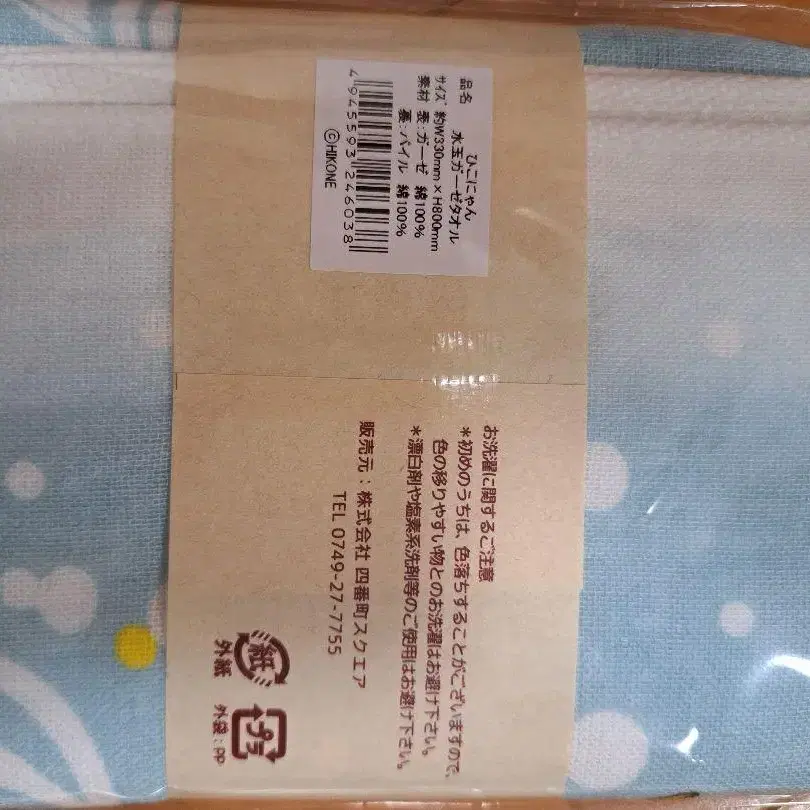 品名
ひこにゃん
水玉ガーゼタオル
サイズ 約W330mm×H800mm
素材 表:ガーゼ 綿100%
裏:パイル 綿100%
4945593246038
©HIKONE
お洗濯に関するご注意
*初めのうちは、色落ちすることがございますので、
色の移りやすい物とのお洗濯はお避け下さい。
*漂白剤や塩素系洗剤等のご使用はお避け下さい。
販売元:株式会社 四番町スクエア
TEL 0749-27-7755
紙
外紙
プラ
外袋:PP